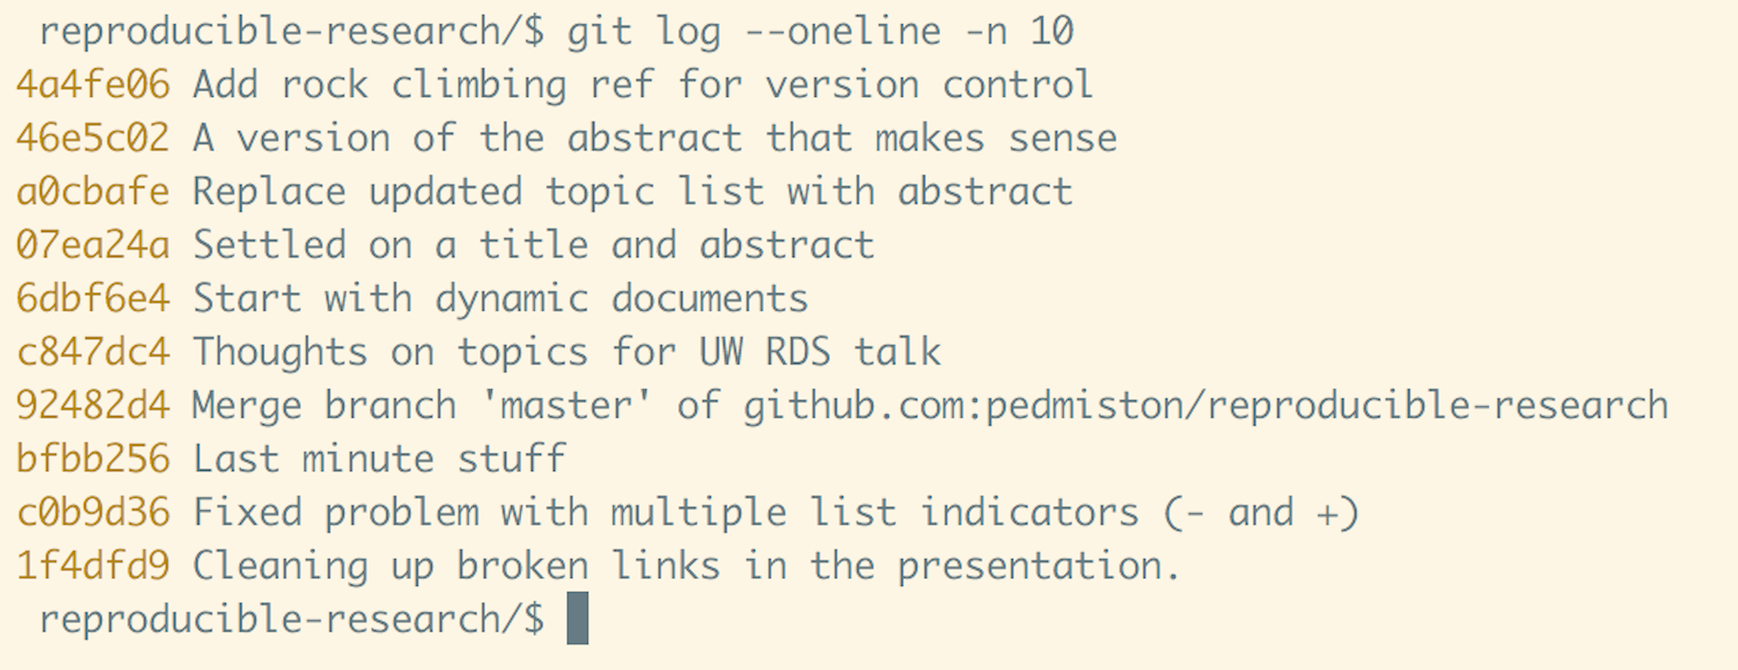 reproducible-research/$ git log --oneline -n 10
4a4fe06 Add rock climbing ref for version control
46e5c02 A version of the abstract that makes sense
a0cbafe Replace updated topic list with abstract
07ea24a Settled on a title and abstract
6dbf6e4 Start with dynamic documents
c847dc4 Thoughts on topics for UW RDS talk
92482d4 Merge branch 'master' of github.com:pedmiston/reproducible-research
bfbb256 Last minute stuff
c0b9d36 Fixed problem with multiple list indicators (- and +)
1f4dfd9 Cleaning up broken links in the presentation.
reproducible-research/$